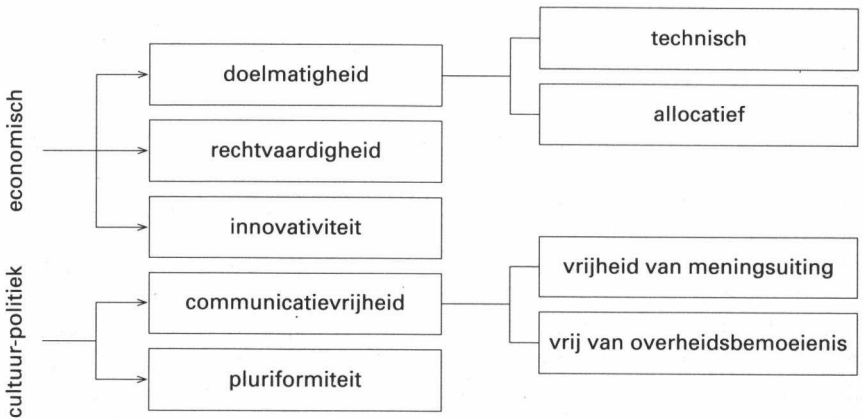 economisch
doelmatigheid
technisch
allocatief
rechtvaardigheid
innovativiteit
cultuur-politiek
communicatievrijheid
vrijheid van meningsuiting
vrij van overheidsbemoeienis
pluriformiteit